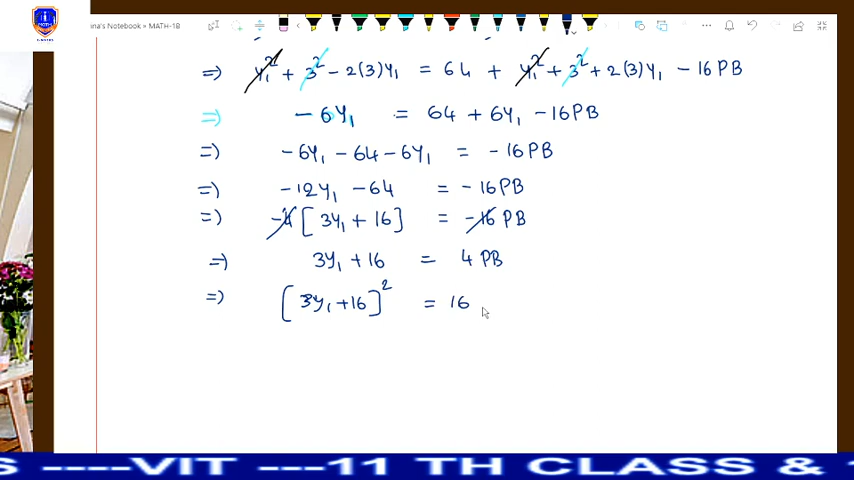 ina's Notebook » MATH-1B
=> y₁² + 3² - 2(3)y₁ = 64 + y₁² + 3² + 2(3)y₁ - 16PB
=> - 6y₁ = 64 + 6y₁ - 16PB
=> -6y₁ - 64 - 6y₁ = -16PB
=> -12y₁ - 64 = -16PB
=> -4[3y₁ + 16] = -16PB
=> 3y₁ + 16 = 4PB
=> [3y₁ + 16]² = 16
S ----VIT ---11 TH CLASS &